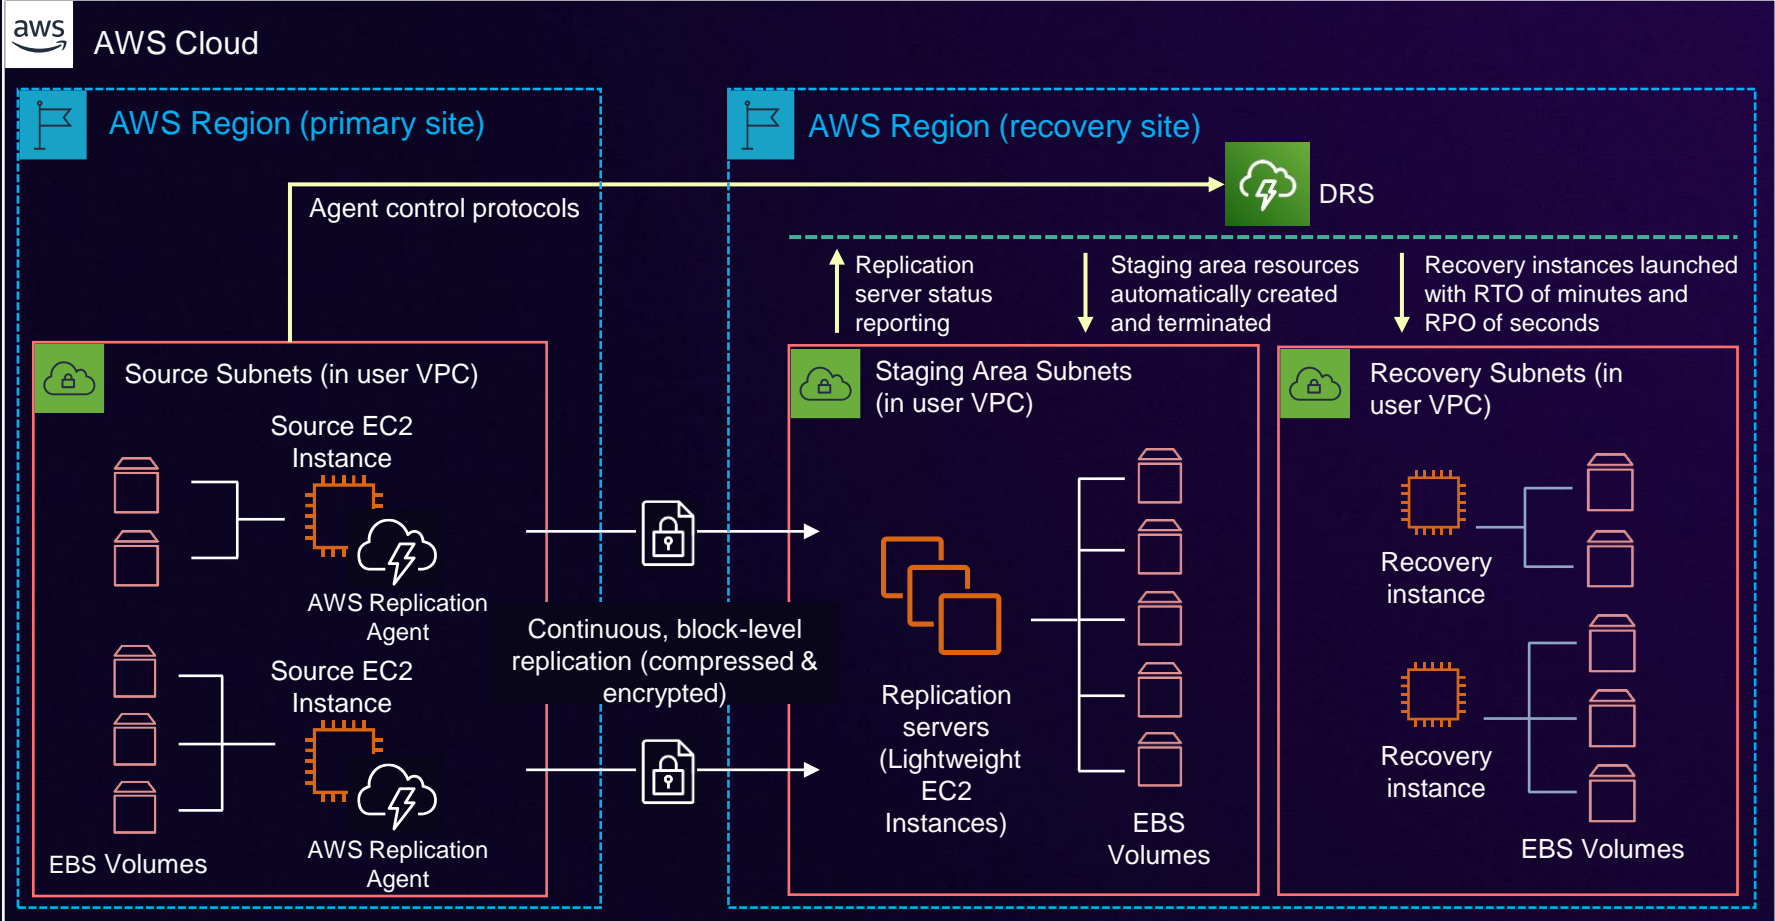 aws
AWS Cloud
AWS Region (primary site)
AWS Region (recovery site)
DRS
Agent control protocols
Replication
server status
reporting
Staging area resources
automatically created
and terminated
Recovery instances launched
with RTO of minutes and
RPO of seconds
Source Subnets (in user VPC)
Source EC2
Instance
AWS Replication
Agent
Source EC2
Instance
AWS Replication
Agent
EBS Volumes
Continuous, block-level
replication (compressed &
encrypted)
Staging Area Subnets
(in user VPC)
Replication
servers
(Lightweight
EC2
Instances)
EBS
Volumes
Recovery Subnets (in
user VPC)
Recovery
instance
Recovery
instance
EBS Volumes